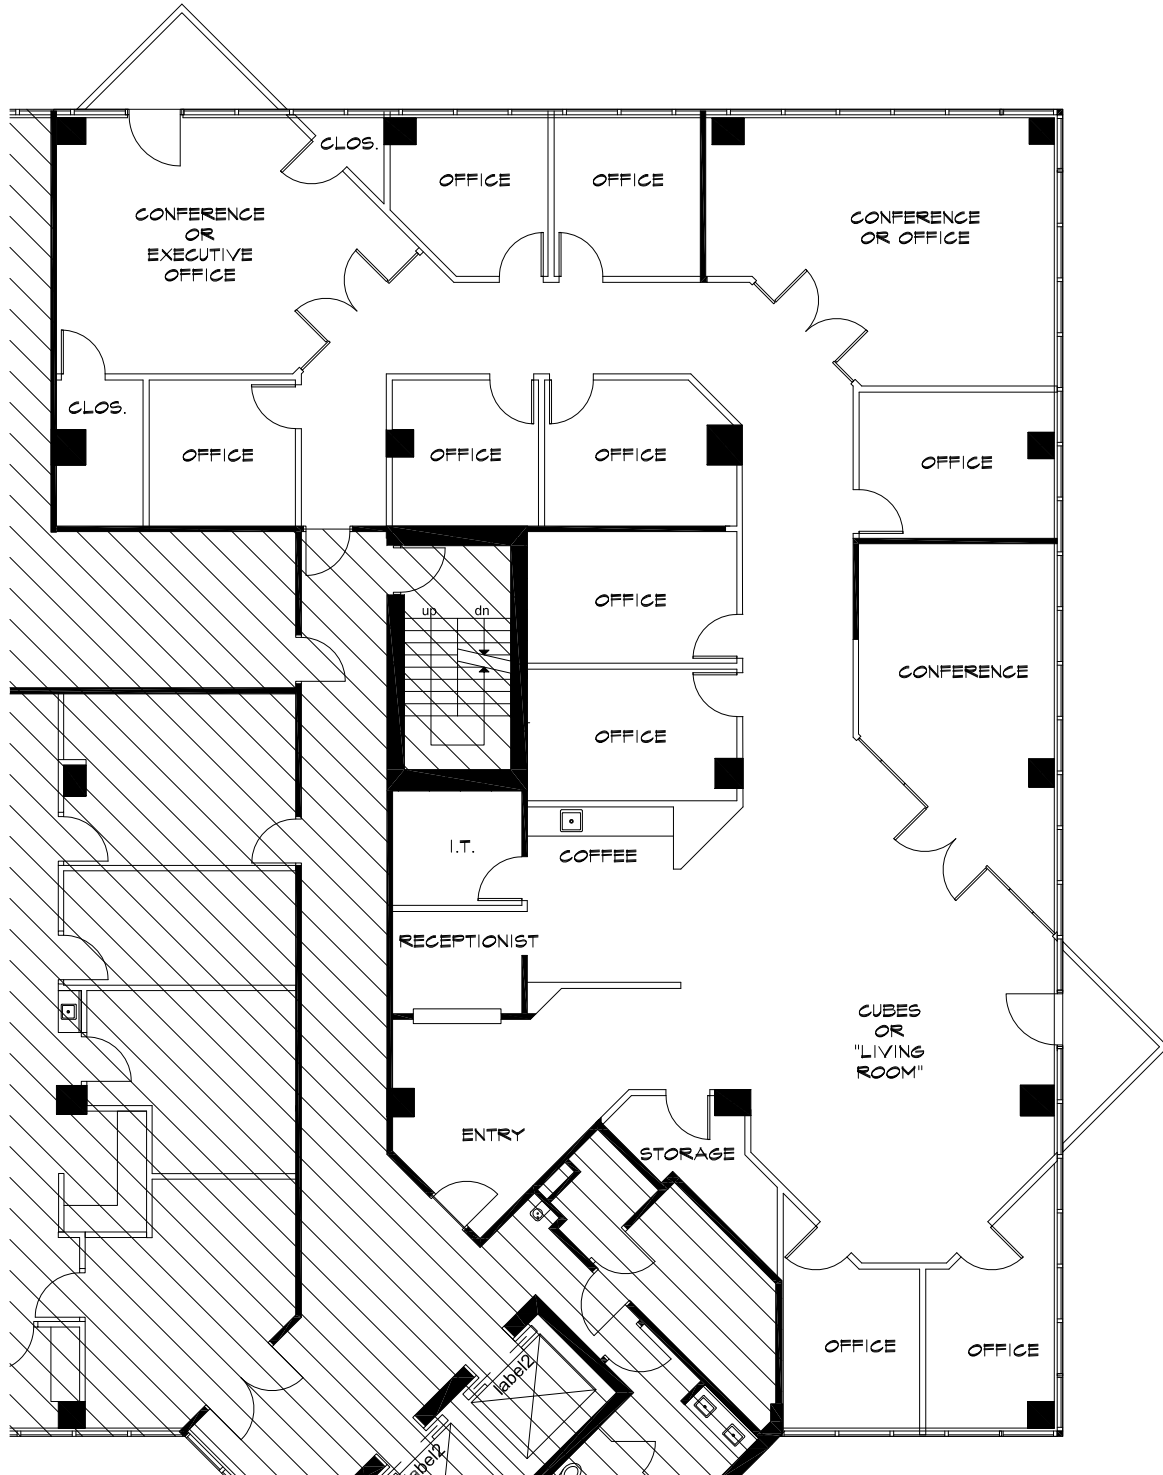 CLOS.
OFFICE
OFFICE
CONFERENCE
OR
EXECUTIVE
OFFICE
CONFERENCE
OR OFFICE
CLOS.
OFFICE
OFFICE
OFFICE
OFFICE
OFFICE
up
dn
CONFERENCE
OFFICE
I.T.
COFFEE
RECEPTIONIST
CUBES
OR
"LIVING
ROOM"
ENTRY
STORAGE
OFFICE
OFFICE
label2
label2